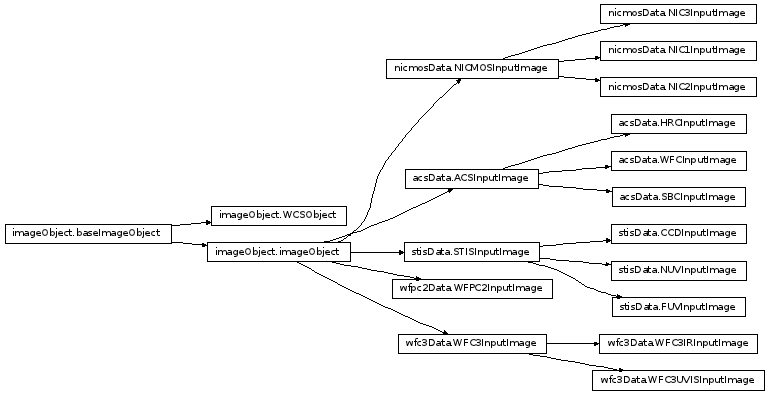 nicmosData.NIC3InputImage
nicmosData.NIC1InputImage
nicmosData.NICMOSInputImage
nicmosData.NIC2InputImage
acsData.HRCInputImage
acsData.WFCInputImage
acsData.ACSInputImage
acsData.SBCInputImage
imageObject.WCSObject
imageObject.baseImageObject
stisData.CCDInputImage
imageObject.imageObject
stisData.STISInputImage
stisData.NUVInputImage
wfpc2Data.WFPC2InputImage
stisData.FUVInputImage
wfc3Data.WFC3InputImage
wfc3Data.WFC3IRInputImage
wfc3Data.WFC3UVISInputImage